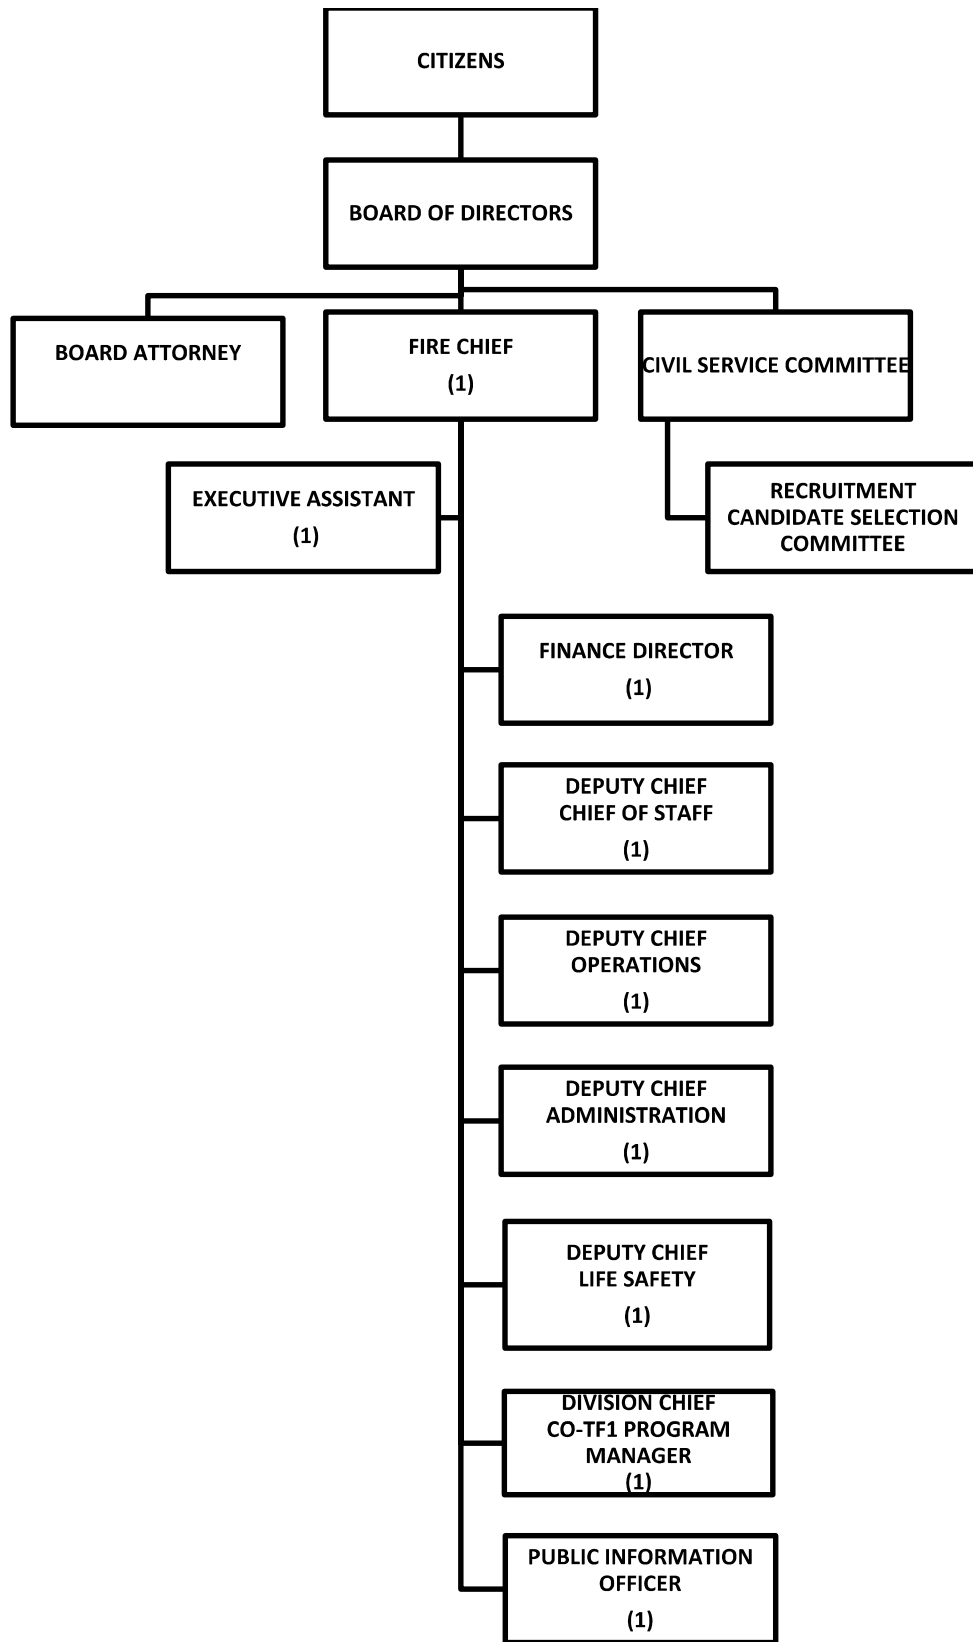 CITIZENS
BOARD OF DIRECTORS
BOARD ATTORNEY
FIRE CHIEF
(1)
CIVIL SERVICE COMMITTEE
EXECUTIVE ASSISTANT
(1)
RECRUITMENT
CANDIDATE SELECTION
COMMITTEE
FINANCE DIRECTOR
(1)
DEPUTY CHIEF
CHIEF OF STAFF
(1)
DEPUTY CHIEF
OPERATIONS
(1)
DEPUTY CHIEF
ADMINISTRATION
(1)
DEPUTY CHIEF
LIFE SAFETY
(1)
DIVISION CHIEF
CO-TF1 PROGRAM
MANAGER
(1)
PUBLIC INFORMATION
OFFICER
(1)